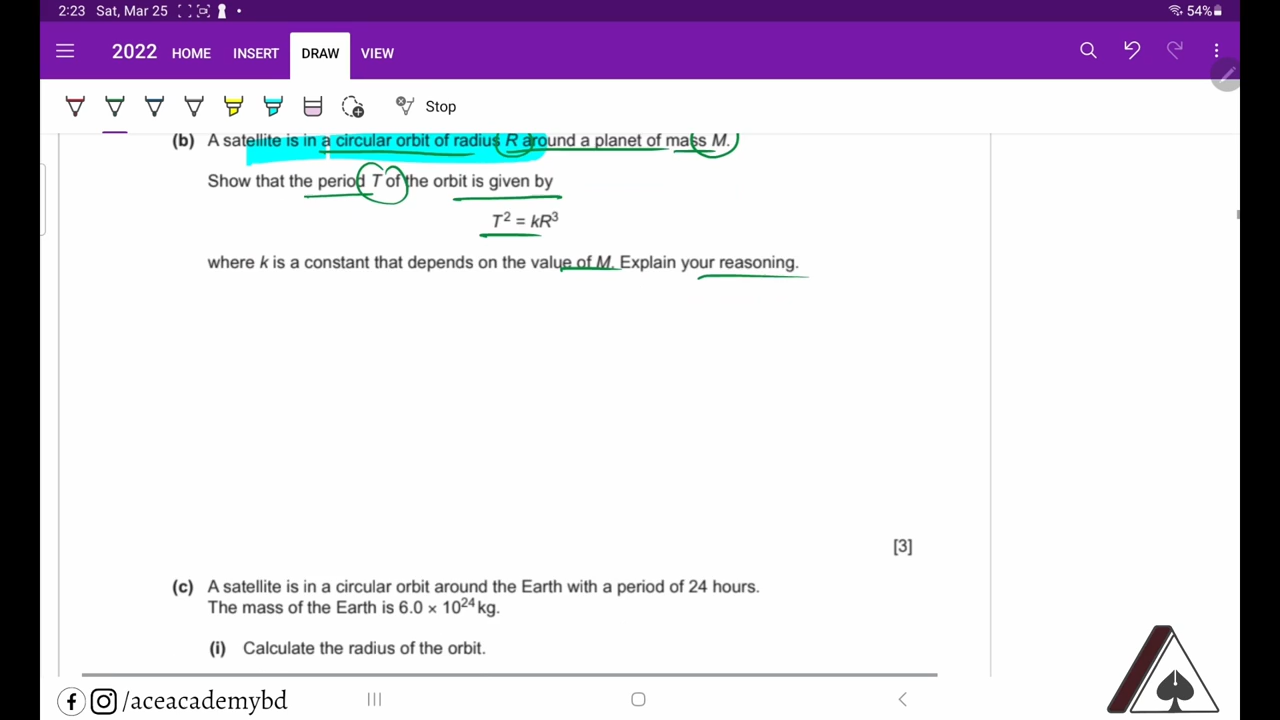 2:23 Sat, Mar 25 54%
2022 HOME INSERT DRAW VIEW
Stop
(b) A satellite is in a circular orbit of radius R around a planet of mass M.
Show that the period T of the orbit is given by
T² = kR³
where k is a constant that depends on the value of M. Explain your reasoning.
[3]
(c) A satellite is in a circular orbit around the Earth with a period of 24 hours.
The mass of the Earth is 6.0 × 10²⁴ kg.
(i) Calculate the radius of the orbit.
/aceacademybd